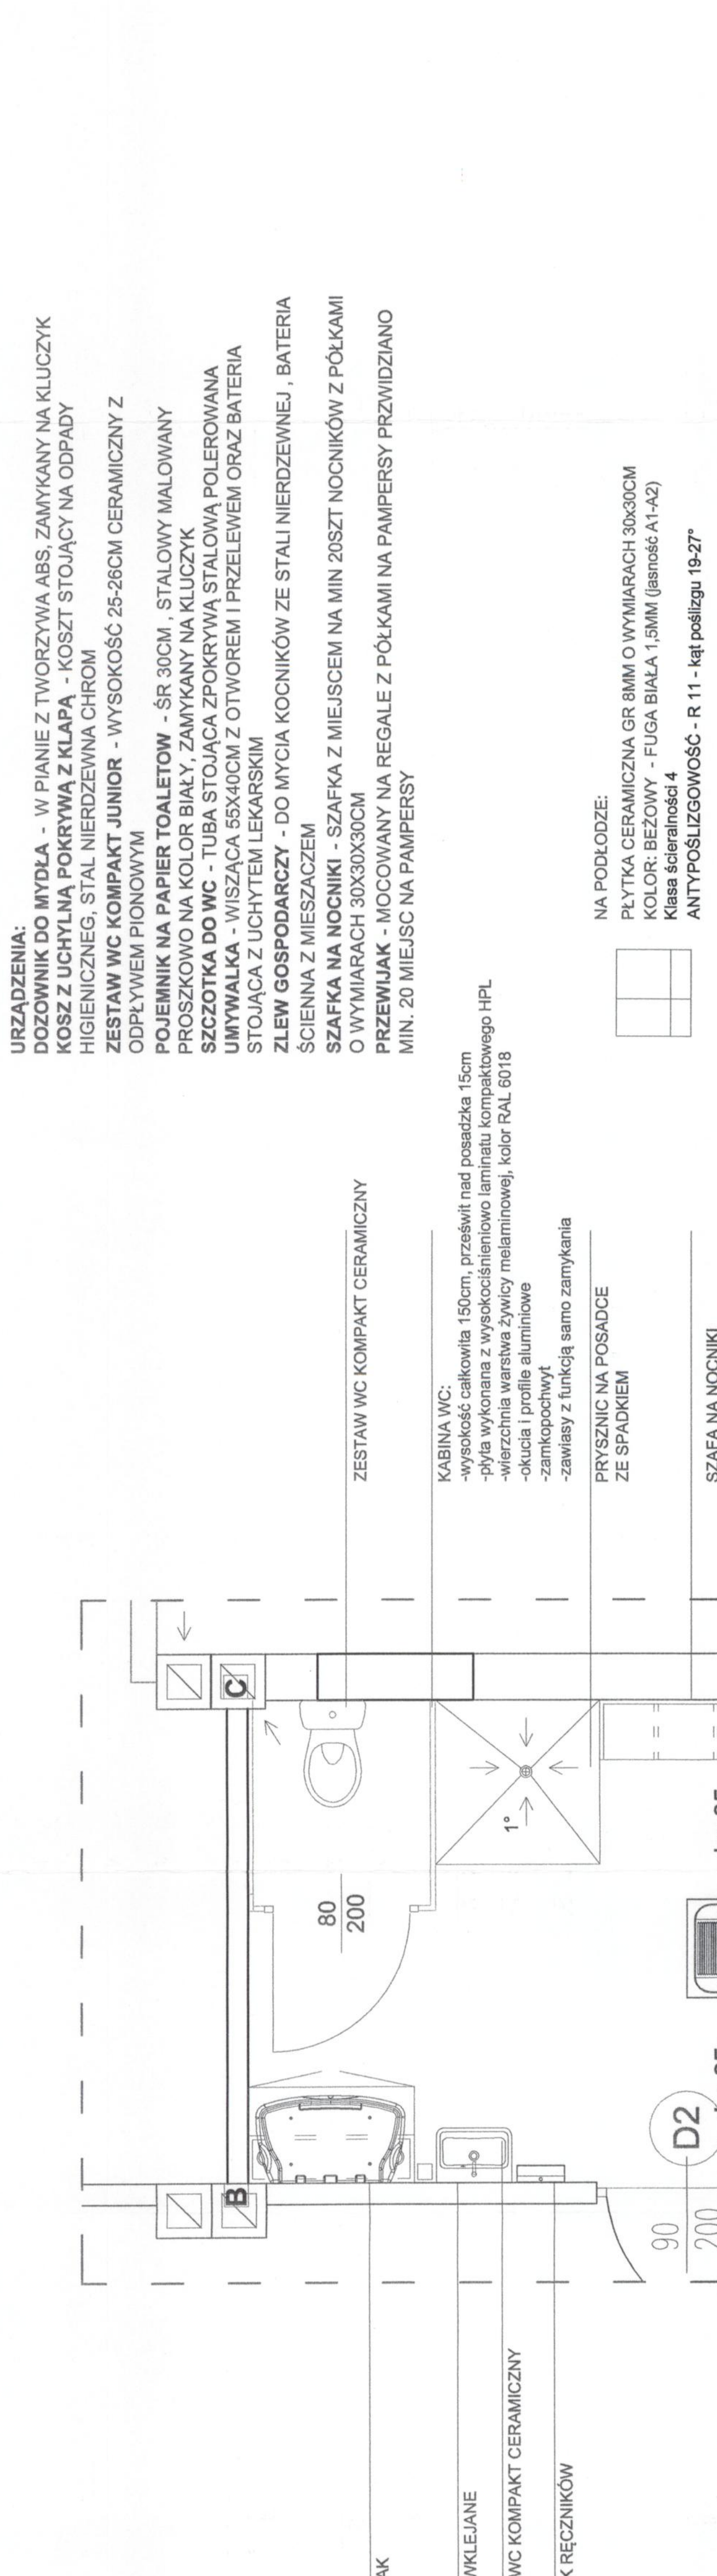 URZĄDZENIA:
DOZOWNIK DO MYDŁA - W PIANIE Z TWORZYWA ABS, ZAMYKANY NA KLUCZYK
KOSZ Z UCHYLNĄ POKRYWĄ Z KLAPĄ - KOSZT STOJĄCY NA ODPADY
HIGIENICZNEG, STAL NIERDZEWNA CHROM
ZESTAW WC KOMPAKT JUNIOR - WYSOKOŚĆ 25-26CM CERAMICZNY Z
ODPŁYWEM PIONOWYM
POJEMNIK NA PAPIER TOALETOW - ŚR 30CM , STALOWY MALOWANY
PROSZKOWO NA KOLOR BIAŁY, ZAMYKANY NA KLUCZYK
SZCZOTKA DO WC - TUBA STOJĄCA ZPOKRYWĄ STALOWĄ POLEROWANA
UMYWALKA - WISZĄCA 55X40CM Z OTWOREM I PRZELEWEM ORAZ BATERIA
STOJĄCA Z UCHYTEM LEKARSKIM
ZLEW GOSPODARCZY - DO MYCIA KOCNIKÓW ZE STALI NIERDZEWNEJ , BATERIA
ŚCIENNA Z MIESZACZEM
SZAFKA NA NOCNIKI - SZAFKA Z MIEJSCEM NA MIN 20SZT NOCNIKÓW Z PÓŁKAMI
O WYMIARACH 30X30X30CM
PRZEWIJAK - MOCOWANY NA REGALE Z PÓŁKAMI NA PAMPERSY PRZWIDZIANO
MIN. 20 MIEJSC NA PAMPERSY
NA PODŁODZE:
PŁYTKA CERAMICZNA GR 8MM O WYMIARACH 30x30CM
KOLOR: BEŻOWY - FUGA BIAŁA 1,5MM (jasność A1-A2)
Klasa ścieralności 4
ANTYPOŚLIZGOWOŚĆ - R 11 - kąt poślizgu 19-27°
ZESTAW WC KOMPAKT CERAMICZNY
KABINA WC:
-wysokość całkowita 150cm, prześwit nad posadzka 15cm
-płyta wykonana z wysokociśnieniowo laminatu kompaktowego HPL
-wierzchnia warstwa żywicy melaminowej, kolor RAL 6018
-okucia i profile aluminiowe
-zamkopochwyt
-zawiasy z funkcją samo zamykania
PRYSZNIC NA POSADCE
ZE SPADKIEM
SZAFA NA NOCNIKI
C
1°
80
200
B
D2
90
200
AK
WKLEJANE
WC KOMPAKT CERAMICZNY
K RĘCZNIKÓW